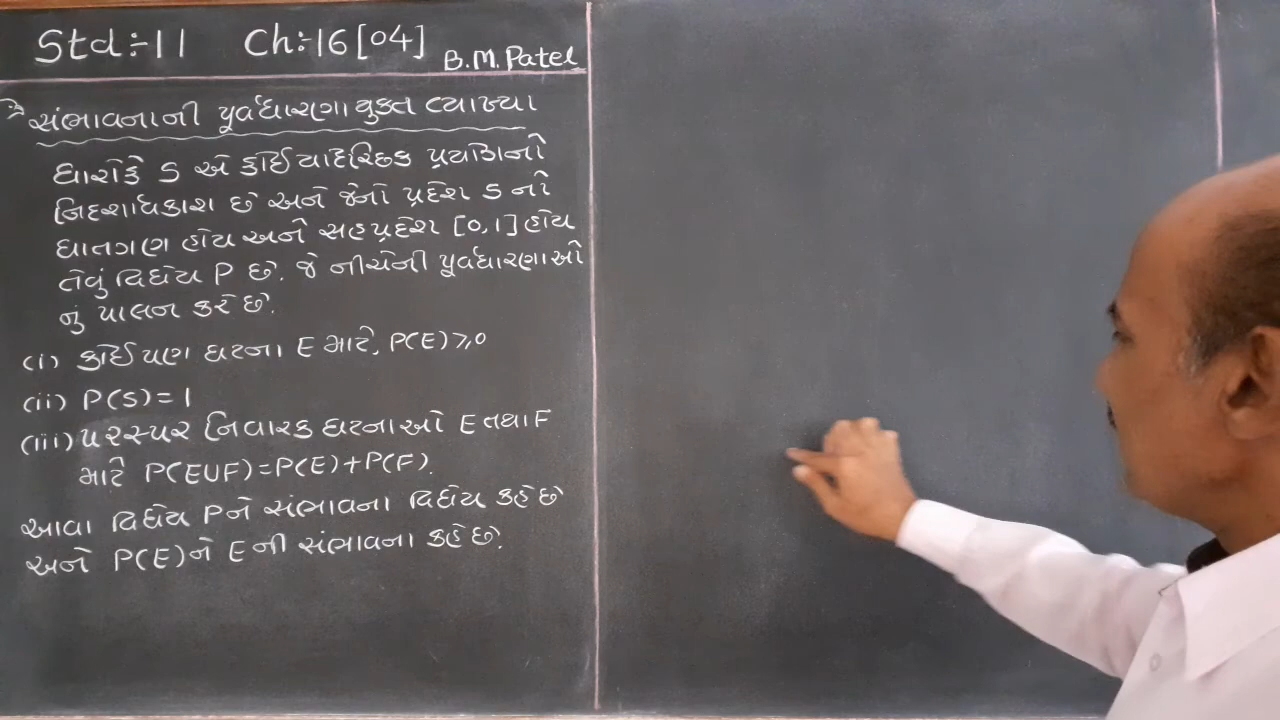 Std:-11 Ch:-16[04] B.M.Patel
સંભાવનાની પૂર્વધારણા યુક્ત વ્યાખ્યા
ધારોકે S એ કોઈ યાદચ્છિક પ્રયોગનો
નિદર્શાવકાશ છે અને જેનો પ્રદેશ S નો
ઘાતગણ હોય અને સહપ્રદેશ [0,1] હોય
તેવું વિધેય P છે. જે નીચેની પૂર્વધારણાઓ
નું પાલન કરે છે.
(i) કોઈપણ ઘટના E માટે, P(E)≥0
(ii) P(S)=1
(iii) પરસ્પર નિવારક ઘટનાઓ E તથા F
માટે P(EUF)=P(E)+P(F).
આવા વિધેય P ને સંભાવના વિધેય કહે છે
અને P(E) ને E ની સંભાવના કહે છે.